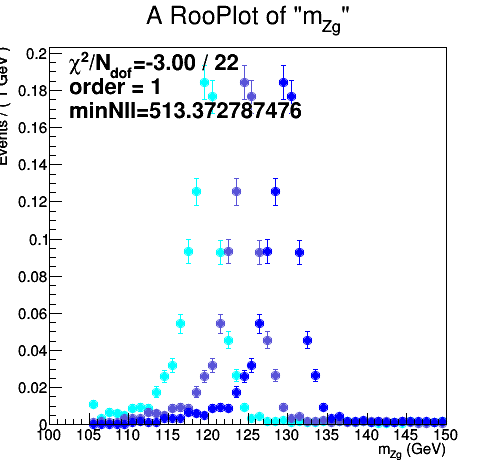 A RooPlot of "m_Zg"
χ²/N_dof=-3.00 / 22
order = 1
minNll=513.372787476
Events / ( 1 GeV )
0.2
0.18
0.16
0.14
0.12
0.1
0.08
0.06
0.04
0.02
0
100 105 110 115 120 125 130 135 140 145 150
m_Zg (GeV)